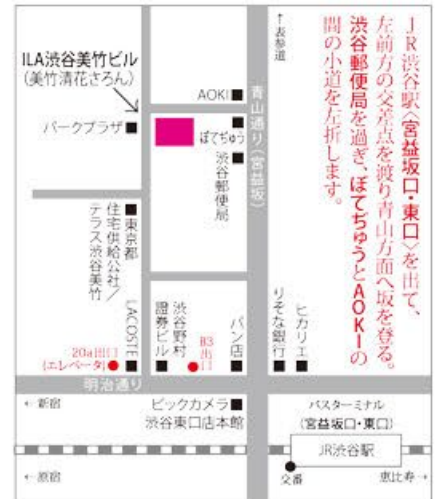 JR渋谷駅〈宮益坂口・東口〉を出て、
左前方の交差点を渡り青山方面へ坂を登る。
渋谷郵便局を過ぎ、ぼてぢゅうとAOKIの
間の小道を左折します。
↑表参道
ILA渋谷美竹ビル
(美竹清花さろん)
AOKI
青山通り(宮益坂)
パークプラザ
ぼてぢゅう
渋谷郵便局
東京都
住宅供給公社/
テラス渋谷美竹
LACOSTE
渋谷野村
證券ビル
B3
出口
パン店
りそな銀行
ヒカリエ
20a出口
(エレベータ)
明治通り
←新宿
ビックカメラ
渋谷東口店本館
バスターミナル
(宮益坂口・東口)
JR渋谷駅
←原宿
交番
恵比寿→